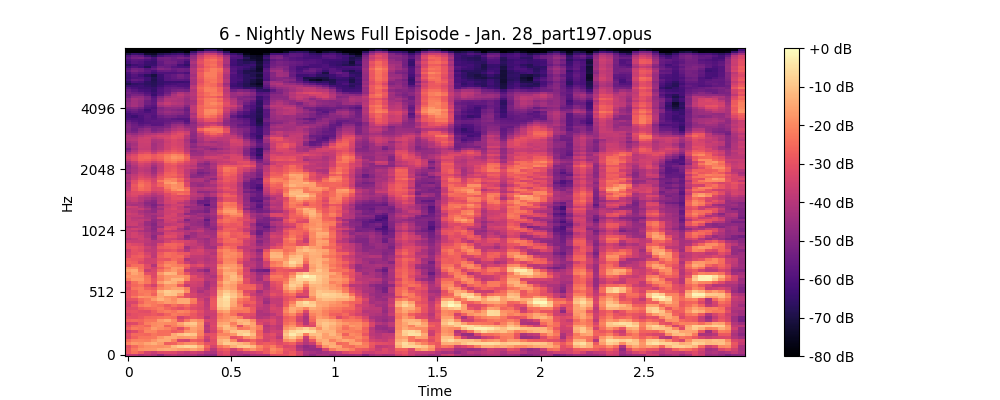 6 - Nightly News Full Episode - Jan. 28_part197.opus
Hz
4096
2048
1024
512
0
0
0.5
1
1.5
2
2.5
Time
+0 dB
-10 dB
-20 dB
-30 dB
-40 dB
-50 dB
-60 dB
-70 dB
-80 dB